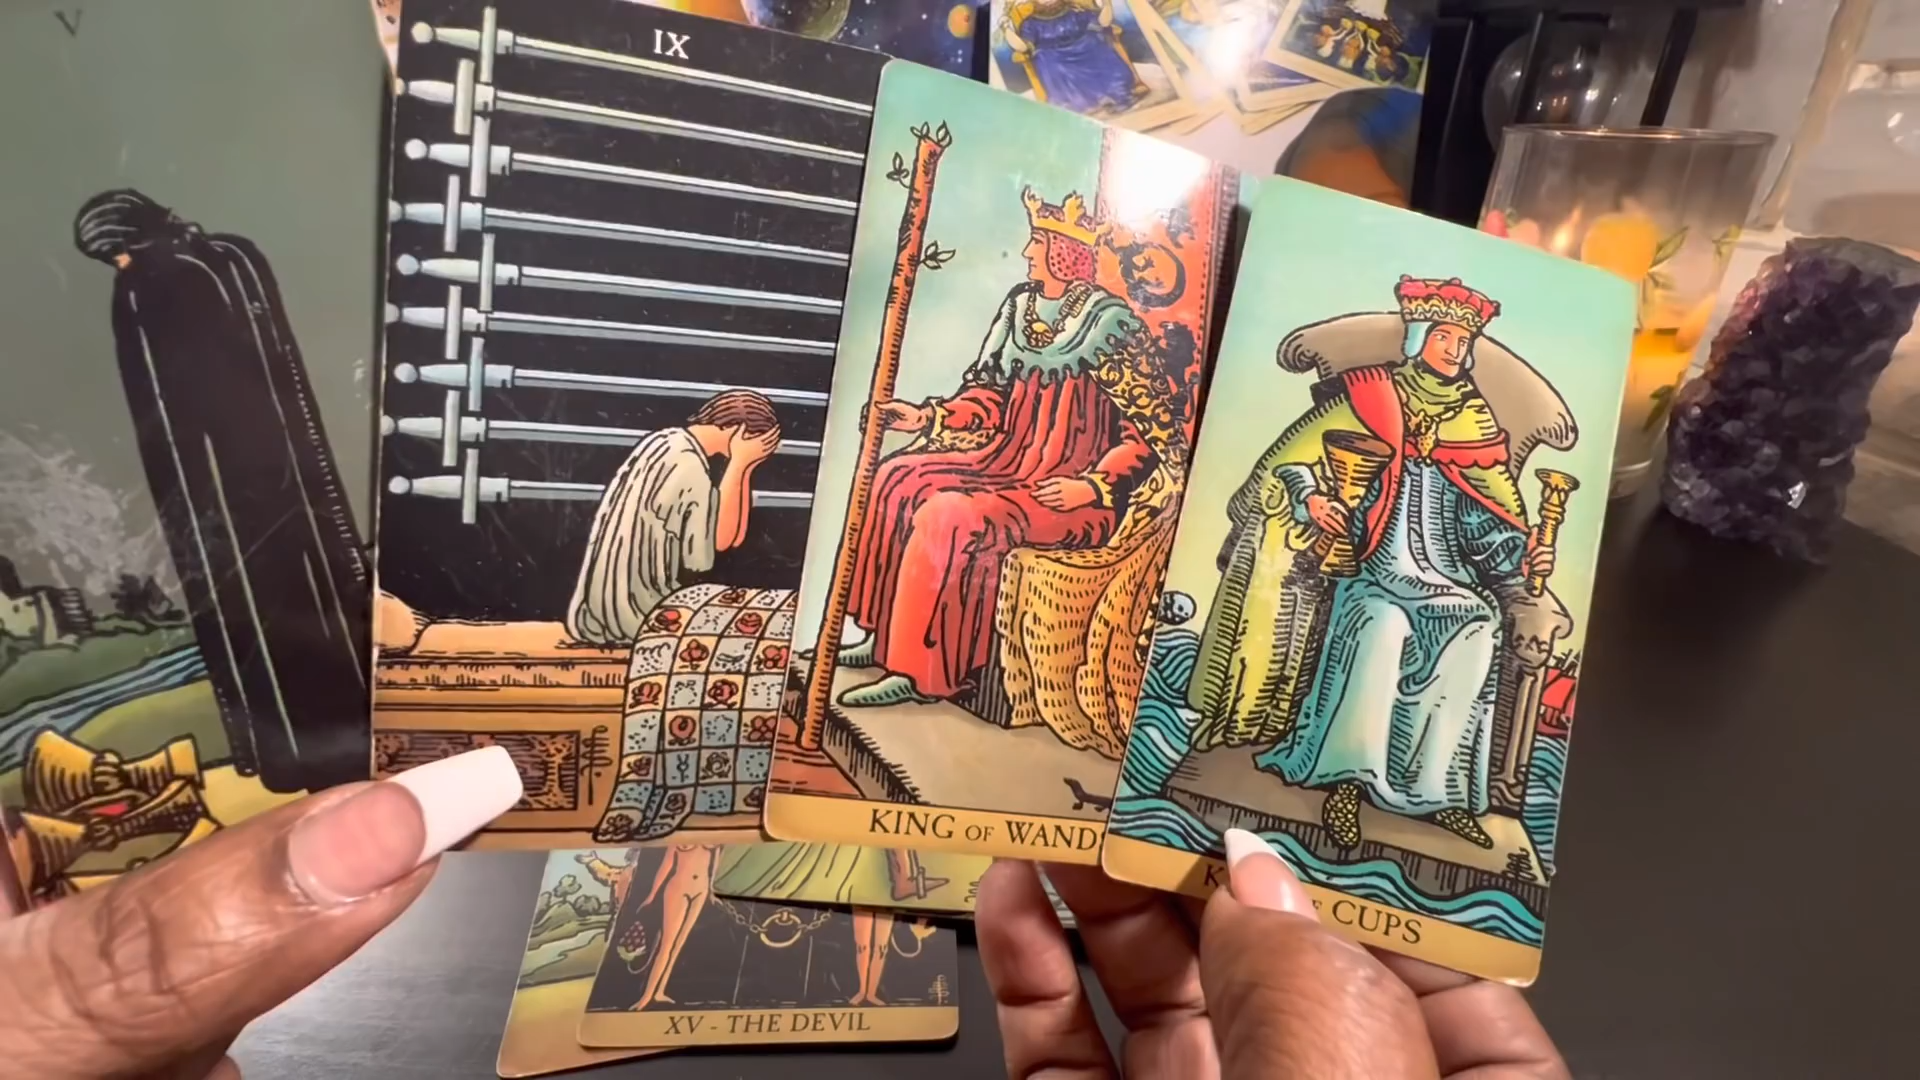 V
IX
KING OF WANDS
K CUPS
XV - THE DEVIL